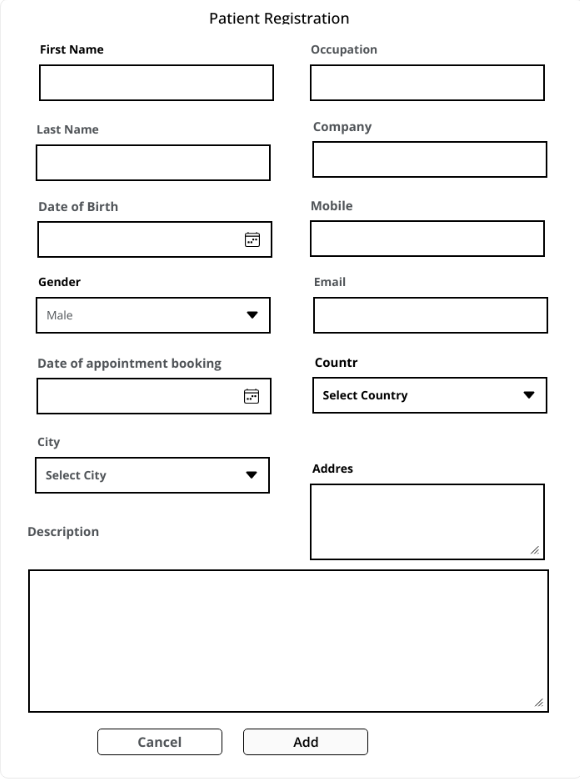 Patient Registration
First Name
Occupation
Last Name
Company
Date of Birth
Mobile
Gender
Email
Male
Date of appointment booking
Countr
Select Country
City
Select City
Addres
Description
Cancel
Add